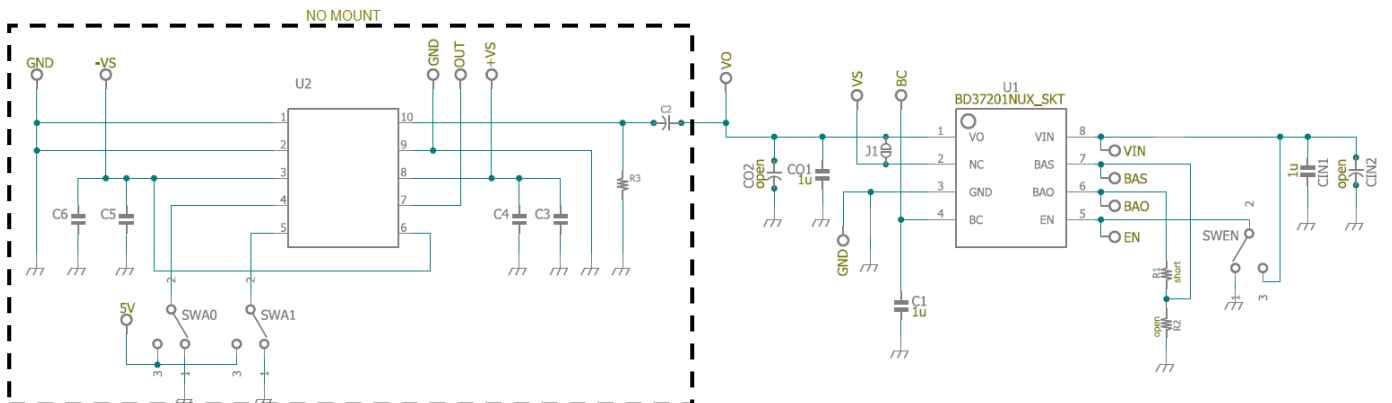 NO MOUNT
GND
-VS
GND
OUT
+VS
VO
VS
BC
U2
U1
BD37201NUX_SKT
1
2
3
4
5
10
9
8
7
6
C2
R3
C6
C5
C4
C3
2
2
5V
SWA0
SWA1
3
1
3
1
CO2
open
CO1
1u
J1
GND
1
2
3
4
VO
NC
GND
BC
VIN
BAS
BAO
EN
8
7
6
5
VIN
BAS
BAO
EN
C1
1u
R1
short
open
R2
2
SWEN
1
3
1u
CIN1
open
CIN2